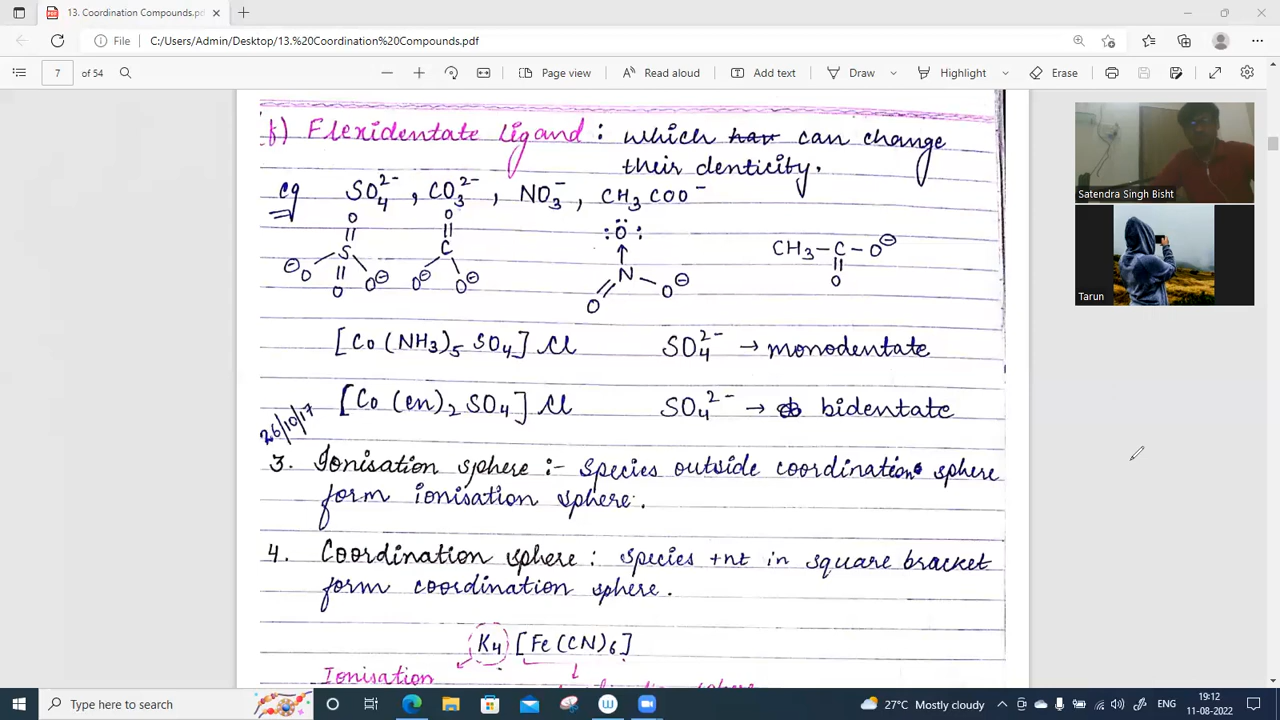 13. Coordination Compounds.pd
File
C:/Users/Admin/Desktop/13.%20Coordination%20Compounds.pdf
7 of 54
Page view
Read aloud
Add text
Draw
Highlight
Erase
f) Flexidentate ligand : which hav can change
their denticity.
eg SO4^2-, CO3^2-, NO3^-, CH3COO^-
O O :O:
S C N CH3-C-O⊖
⊖O O O⊖ ⊖O O⊖ O O⊖ O
[Co(NH3)5 SO4] Cl SO4^2- → monodentate
[Co(en)2 SO4] Cl SO4^2- → bidentate
26/10/17
3. Ionisation sphere :- Species outside coordination sphere
form ionisation sphere.
4. Coordination sphere : species +nt in square bracket
form coordination sphere.
K4 [Fe(CN)6]
Ionisation
Satendra Singh Bisht
Tarun
Type here to search
27°C Mostly cloudy
ENG
19:12
11-08-2022